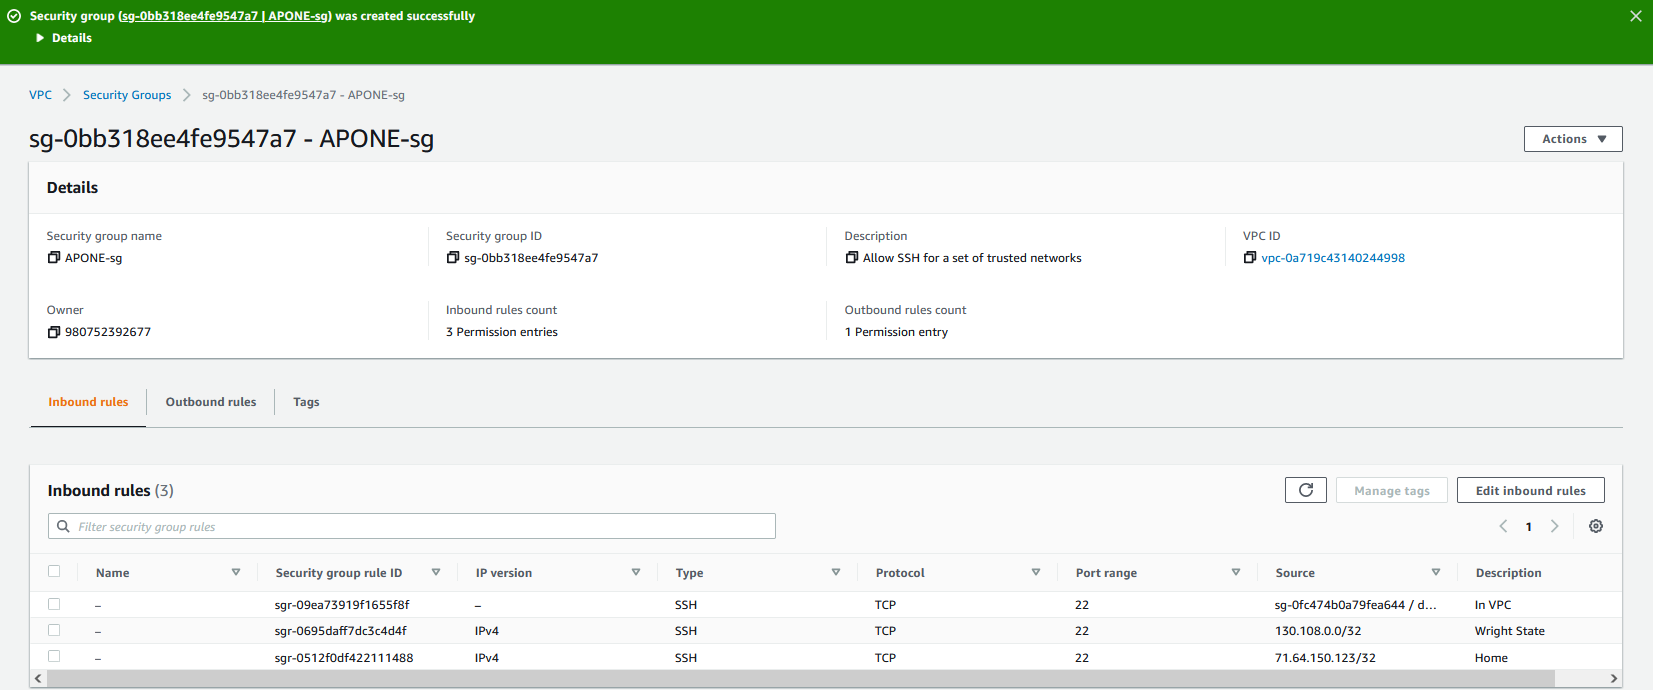 Security group (sg-0bb318ee4fe9547a7 | APONE-sg) was created successfully
Details
VPC > Security Groups > sg-0bb318ee4fe9547a7 - APONE-sg
sg-0bb318ee4fe9547a7 - APONE-sg
Actions
Details
Security group name Security group ID Description VPC ID
APONE-sg sg-0bb318ee4fe9547a7 Allow SSH for a set of trusted networks vpc-0a719c43140244998
Owner Inbound rules count Outbound rules count
980752392677 3 Permission entries 1 Permission entry
Inbound rules Outbound rules Tags
Inbound rules (3) Manage tags Edit inbound rules
Filter security group rules 1
Name Security group rule ID IP version Type Protocol Port range Source Description
– sgr-09ea73919f1655f8f – SSH TCP 22 sg-0fc474b0a79fea644 / d... In VPC
– sgr-0695daff7dc3c4d4f IPv4 SSH TCP 22 130.108.0.0/32 Wright State
– sgr-0512f0df422111488 IPv4 SSH TCP 22 71.64.150.123/32 Home